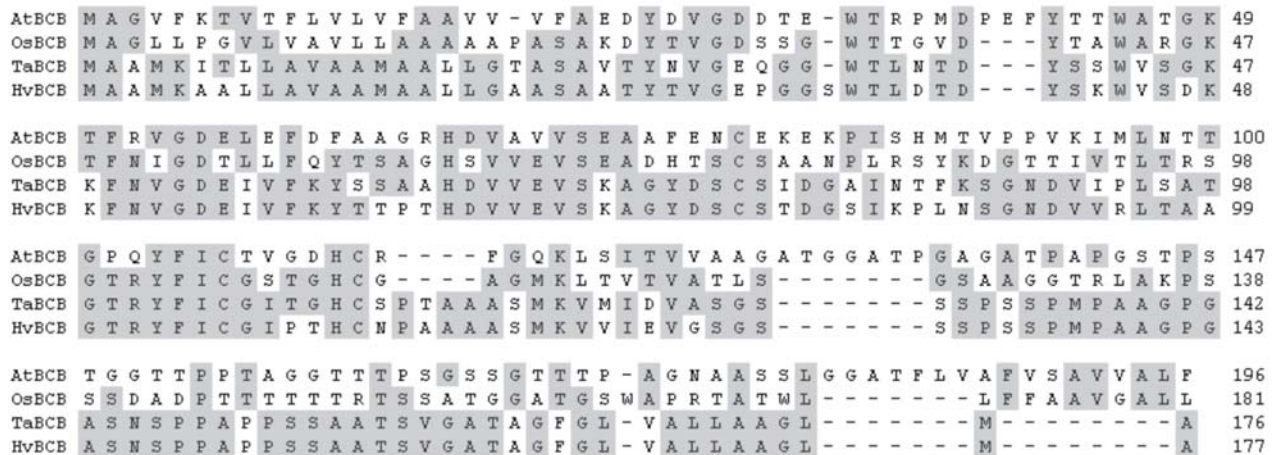 AtBCB M A G V F K T V T F L V L V F A A V V - V F A E D Y D V G D D T E - W T R P M D P E F Y T T W A T G K 49
OsBCB M A G L L P G V L V A V L L A A A A A P A S A K D Y T V G D S S G - W T T G V D - - - Y T A W A R G K 47
TaBCB M A A M K I T L L A V A A M A A L L G T A S A V T Y N V G E Q G G - W T L N T D - - - Y S S W V S G K 47
HvBCB M A A M K A A L L A V A A M A A L L G A A S A A T Y T V G E P G G S W T L D T D - - - Y S K W V S D K 48
AtBCB T F R V G D E L E F D F A A G R H D V A V V S E A A F E N C E K E K P I S H M T V P P V K I M L N T T 100
OsBCB T F N I G D T L L F Q Y T S A G H S V V E V S E A D H T S C S A A N P L R S Y K D G T T I V T L T R S 98
TaBCB K F N V G D E I V F K Y S S A A H D V V E V S K A G Y D S C S I D G A I N T F K S G N D V I P L S A T 98
HvBCB K F N V G D E I V F K Y T T P T H D V V E V S K A G Y D S C S T D G S I K P L N S G N D V V R L T A A 99
AtBCB G P Q Y F I C T V G D H C R - - - - F G Q K L S I T V V A A G A T G G A T P G A G A T P A P G S T P S 147
OsBCB G T R Y F I C G S T G H C G - - - - A G M K L T V T V A T L S - - - - - - - G S A A G G T R L A K P S 138
TaBCB G T R Y F I C G I T G H C S P T A A A S M K V M I D V A S G S - - - - - - - S S P S S P M P A A G P G 142
HvBCB G T R Y F I C G I P T H C N P A A A A S M K V V I E V G S G S - - - - - - - S S P S S P M P A A G P G 143
AtBCB T G G T T P P T A G G T T T P S G S S G T T T P - A G N A A S S L G G A T F L V A F V S A V V A L F 196
OsBCB S S D A D P T T T T T T R T S S A T G G A T G S W A P R T A T W L - - - - - - - L F F A A V G A L L 181
TaBCB A S N S P P A P P S S A A T S V G A T A G F G L - V A L L A A G L - - - - - - - M - - - - - - - - A 176
HvBCB A S N S P P A P P S S A A T S V G A T A G F G L - V A L L A A G L - - - - - - - M - - - - - - - - A 177